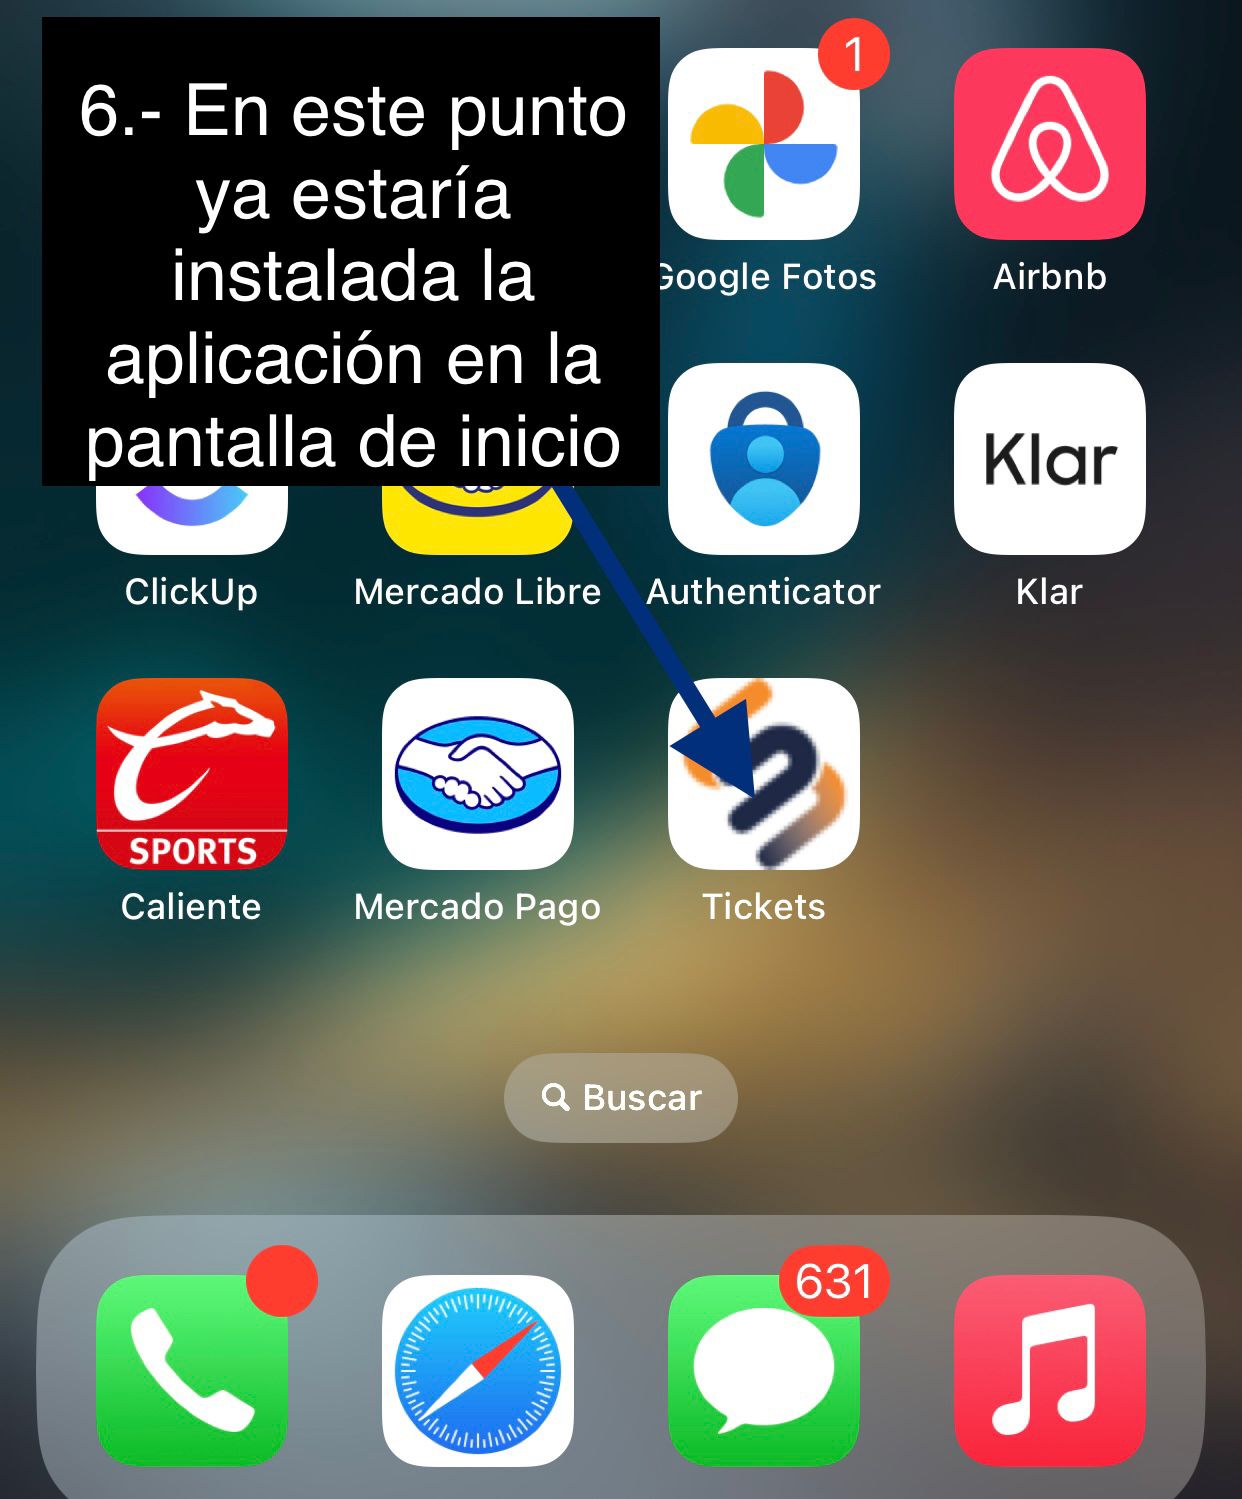 6.- En este punto
ya estaría
instalada la
aplicación en la
pantalla de inicio
1
Google Fotos
Airbnb
Klar
ClickUp
Mercado Libre
Authenticator
Klar
SPORTS
Caliente
Mercado Pago
Tickets
Buscar
631